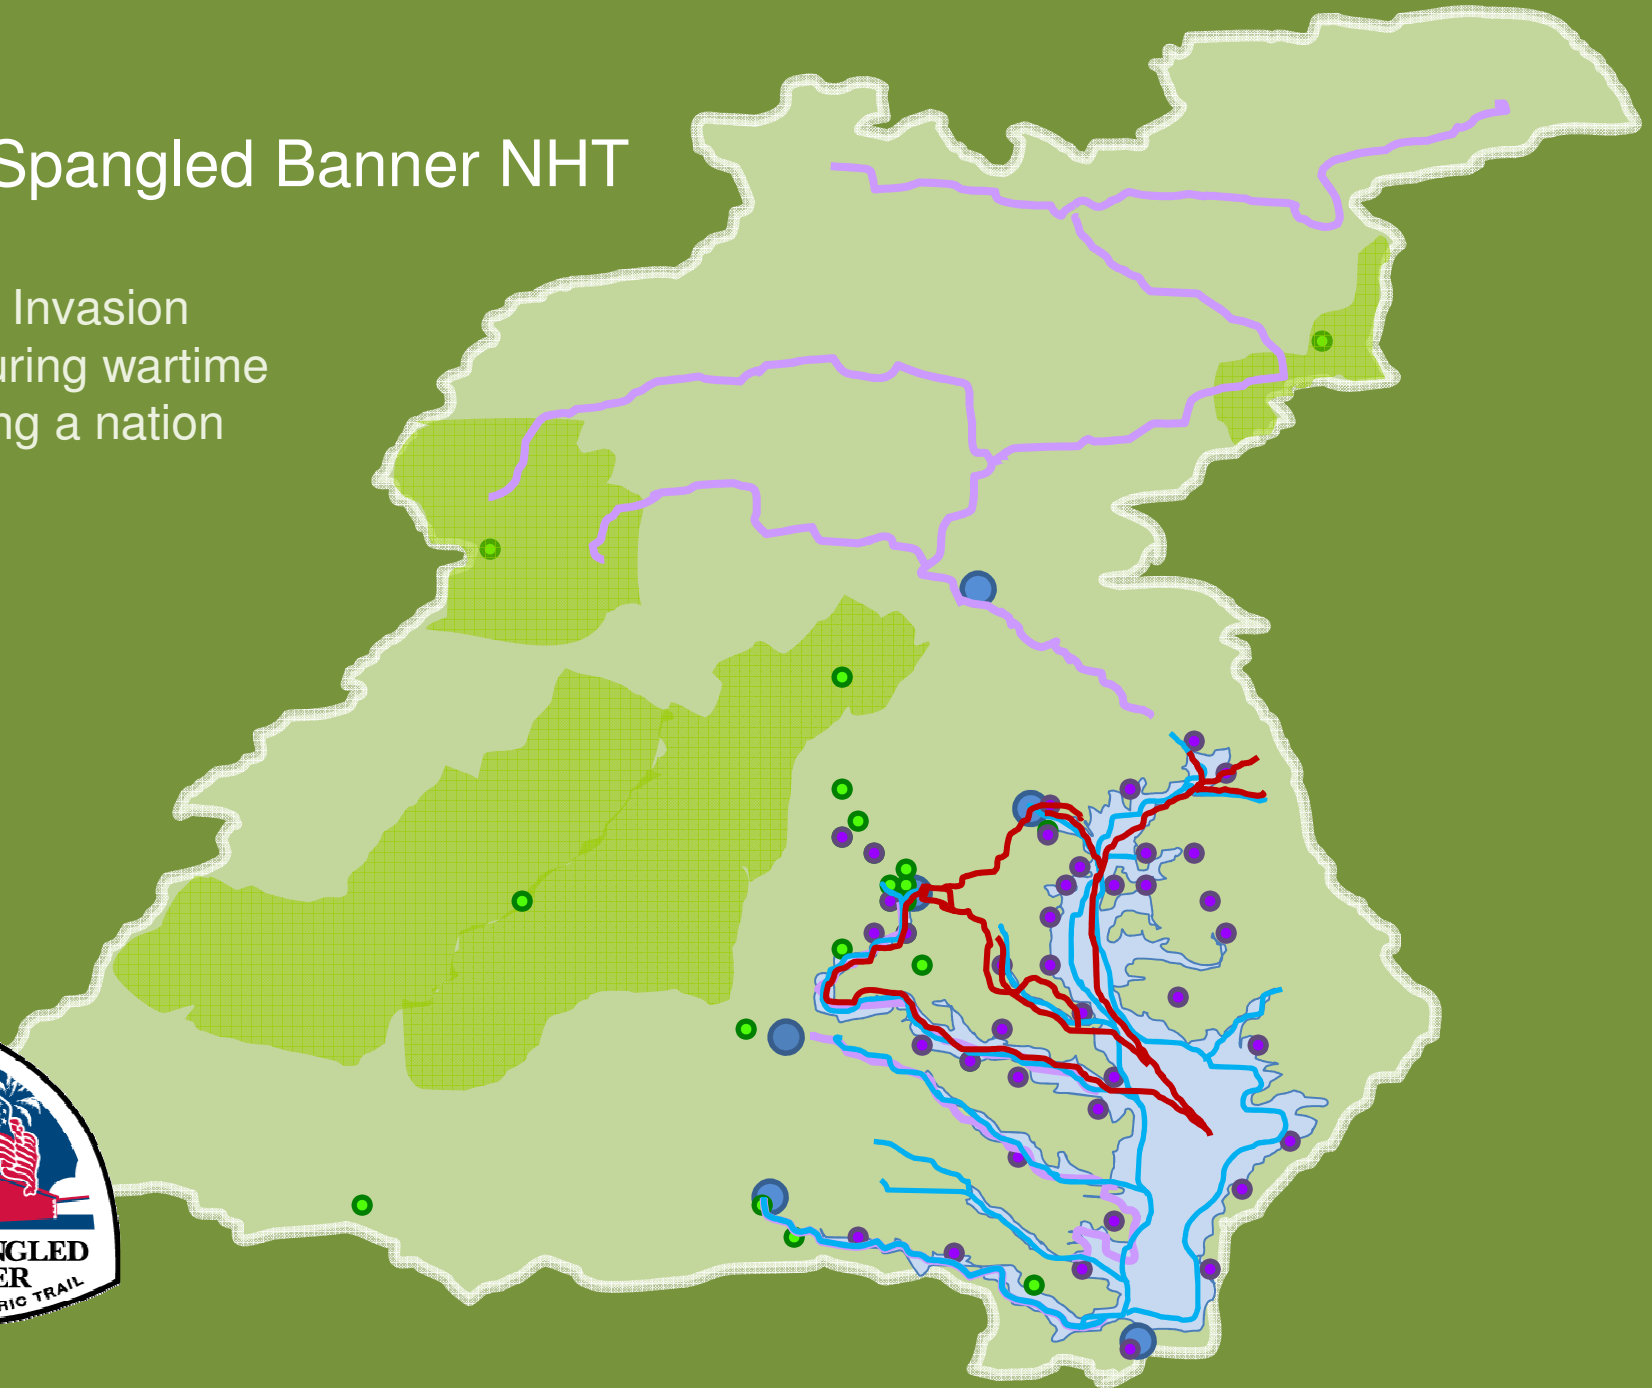 Spangled Banner NHT
Invasion
uring wartime
ng a nation
NGLED
ER
RIC TRAIL